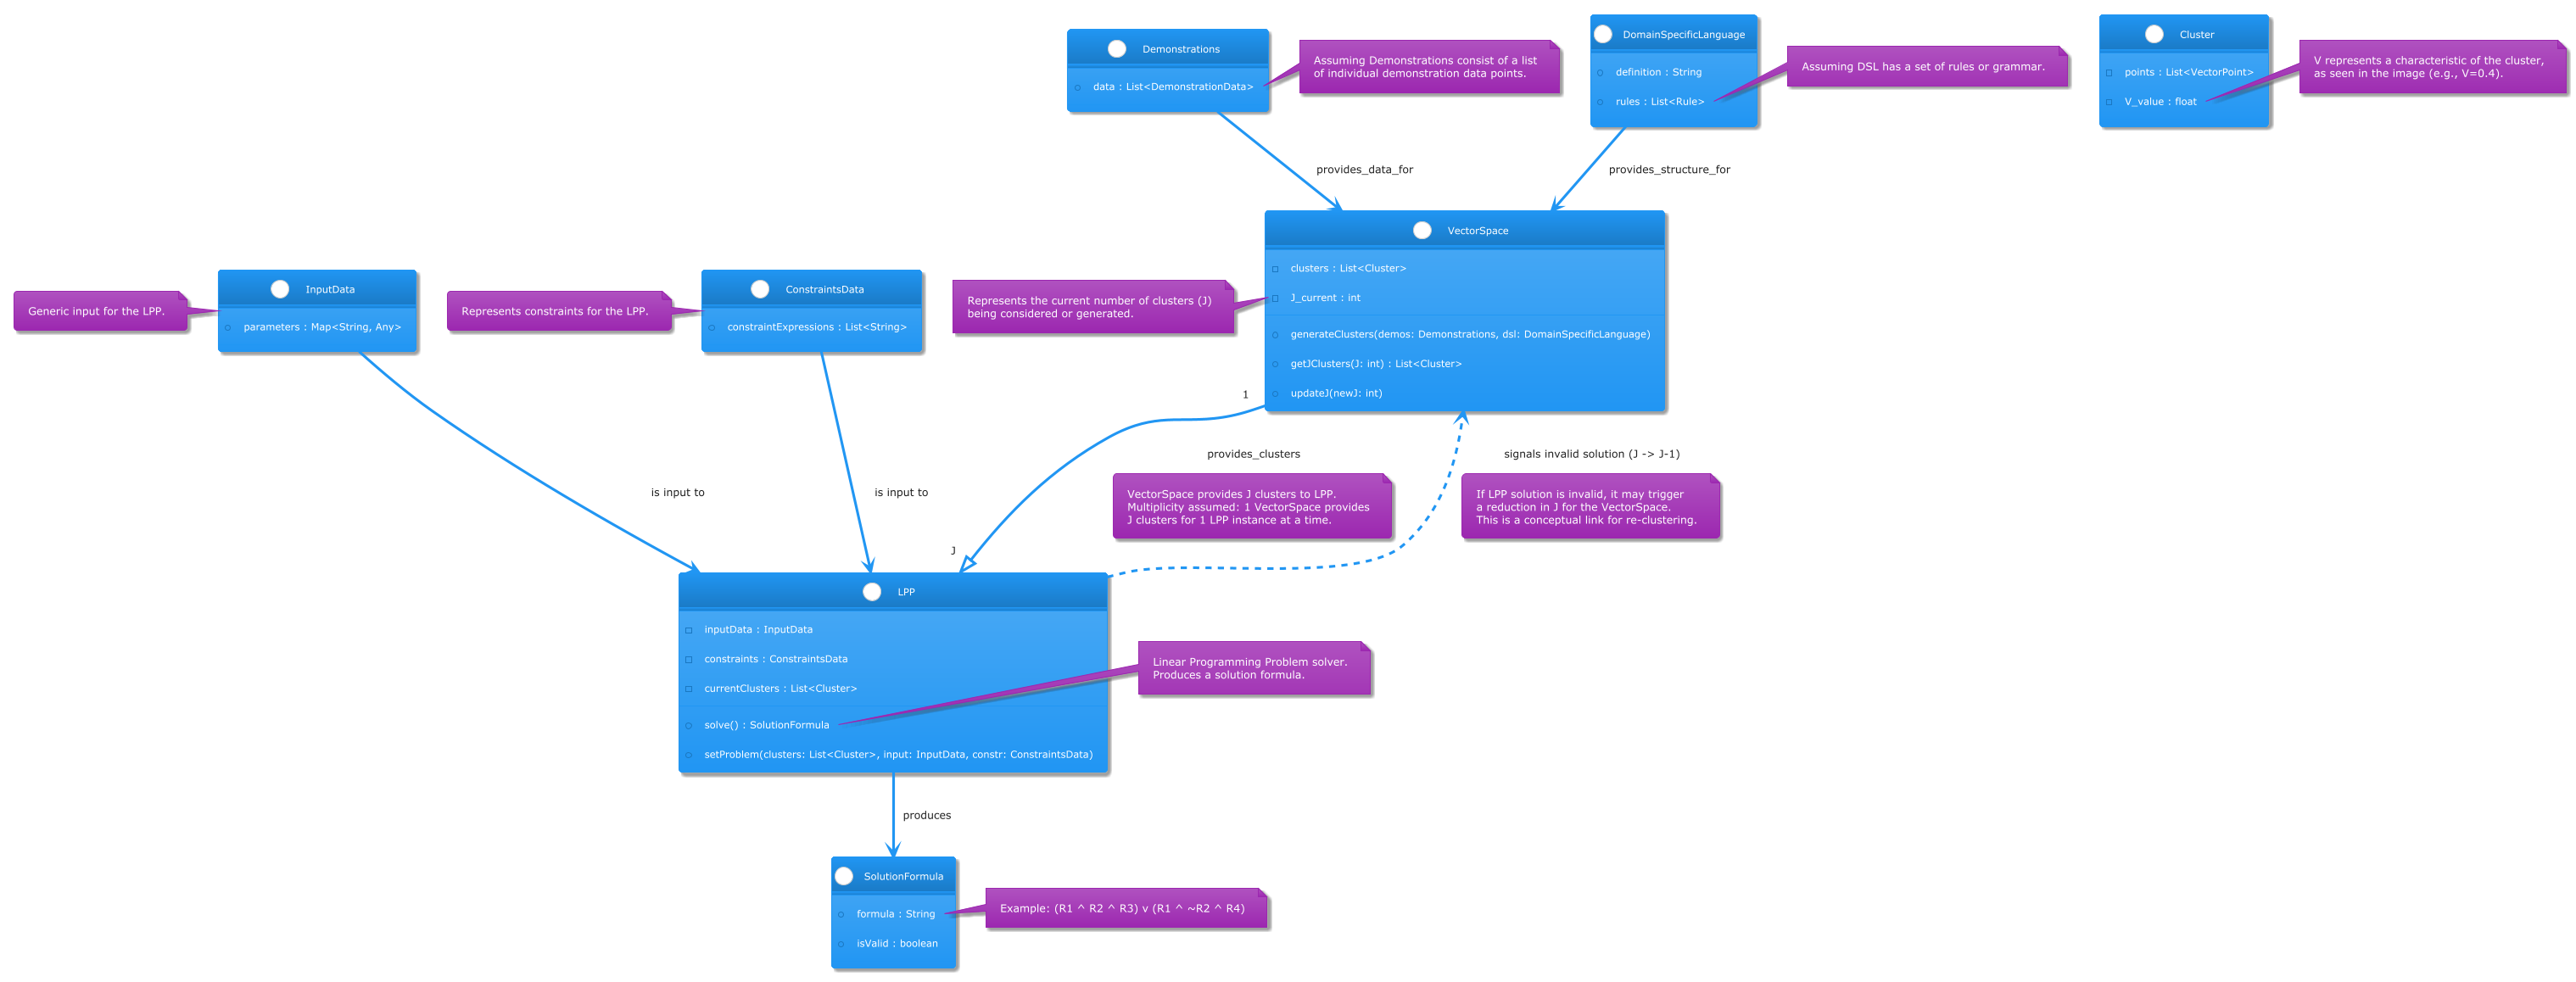 Demonstrations
data : List<DemonstrationData>
Assuming Demonstrations consist of a list
of individual demonstration data points.
DomainSpecificLanguage
definition : String
rules : List<Rule>
Assuming DSL has a set of rules or grammar.
Cluster
points : List<VectorPoint>
V_value : float
V represents a characteristic of the cluster,
as seen in the image (e.g., V=0.4).
provides_data_for
provides_structure_for
Generic input for the LPP.
InputData
parameters : Map<String, Any>
Represents constraints for the LPP.
ConstraintsData
constraintExpressions : List<String>
Represents the current number of clusters (J)
being considered or generated.
VectorSpace
clusters : List<Cluster>
J_current : int
generateClusters(demos: Demonstrations, dsl: DomainSpecificLanguage)
getJClusters(J: int) : List<Cluster>
updateJ(newJ: int)
1
is input to
is input to
provides_clusters
signals invalid solution (J -> J-1)
VectorSpace provides J clusters to LPP.
Multiplicity assumed: 1 VectorSpace provides
J clusters for 1 LPP instance at a time.
If LPP solution is invalid, it may trigger
a reduction in J for the VectorSpace.
This is a conceptual link for re-clustering.
J
LPP
inputData : InputData
constraints : ConstraintsData
currentClusters : List<Cluster>
solve() : SolutionFormula
setProblem(clusters: List<Cluster>, input: InputData, constr: ConstraintsData)
Linear Programming Problem solver.
Produces a solution formula.
produces
SolutionFormula
formula : String
isValid : boolean
Example: (R1 ^ R2 ^ R3) v (R1 ^ ~R2 ^ R4)